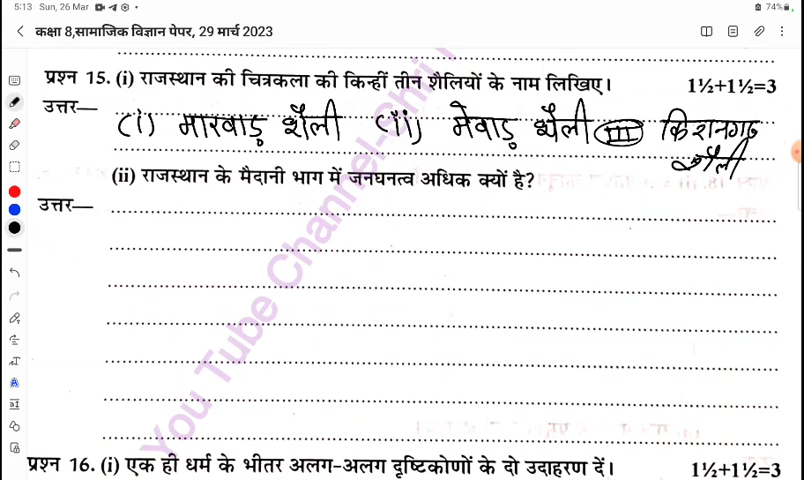 5:13 Sun, 26 Mar
74%
कक्षा 8,सामाजिक विज्ञान पेपर, 29 मार्च 2023
प्रश्न 15. (i) राजस्थान की चित्रकला की किन्हीं तीन शैलियों के नाम लिखिए। 1½+1½=3
उत्तर— (i) मारवाड़ शैली (ii) मेवाड़ शैली (III) किशनगढ़
शैली
(ii) राजस्थान के मैदानी भाग में जनघनत्व अधिक क्यों है?
उत्तर—
You Tube Channel-Shri
प्रश्न 16. (i) एक ही धर्म के भीतर अलग-अलग दृष्टिकोणों के दो उदाहरण दें। 1½+1½=3